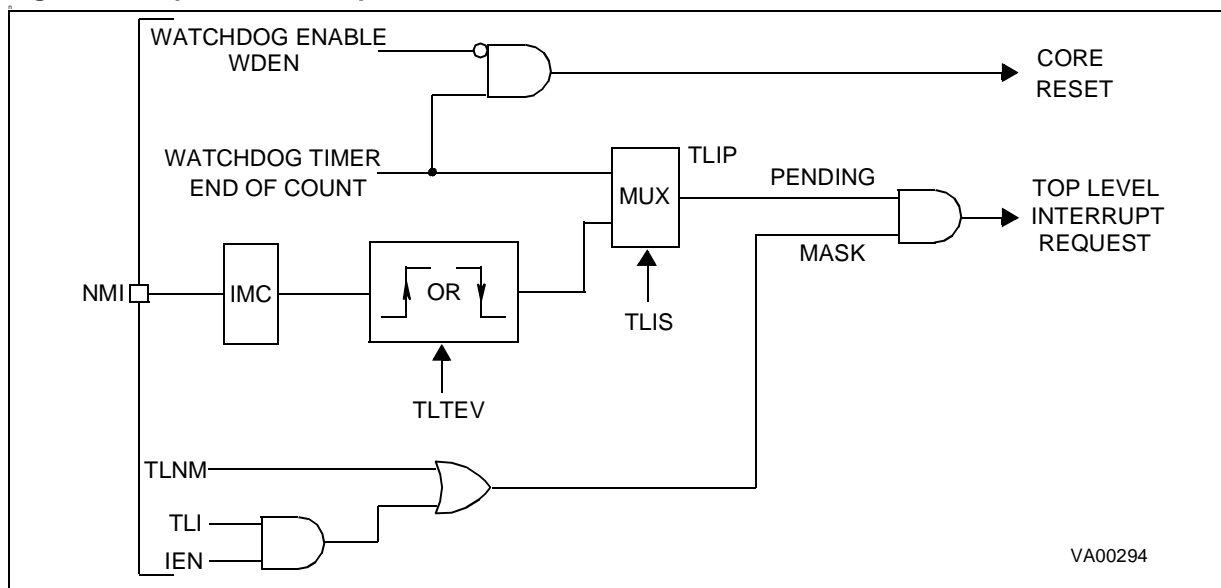 WATCHDOG ENABLE
WDEN
CORE
RESET
WATCHDOG TIMER
END OF COUNT
TLIP
MUX
PENDING
MASK
TOP LEVEL
INTERRUPT
REQUEST
NMI
IMC
OR
TLIS
TLTEV
TLNM
TLI
IEN
VA00294